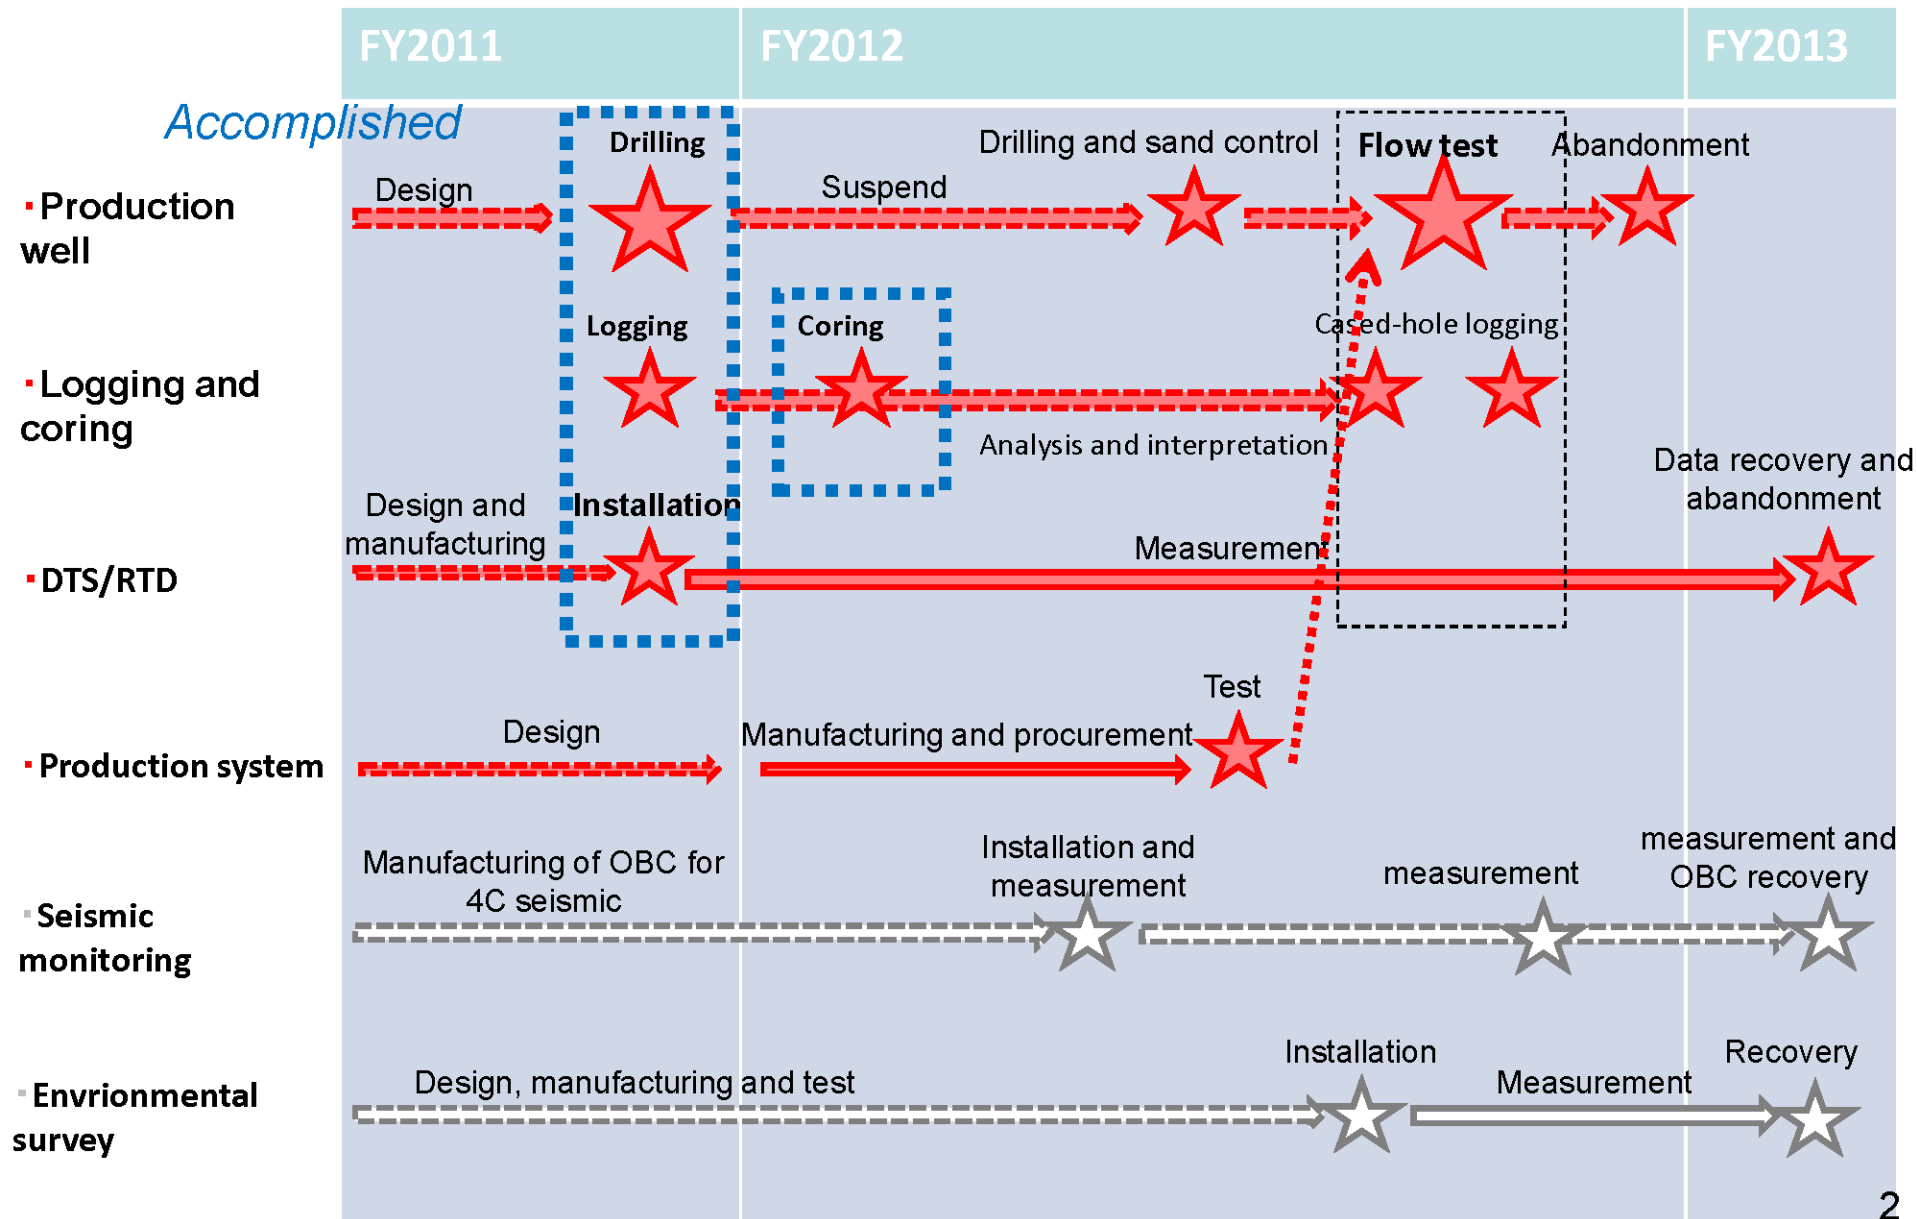 FY2011
FY2012
FY2013
Accomplished
Drilling
Drilling and sand control
Flow test
Abandonment
Design
Suspend
Production
well
Logging
Coring
Cased-hole logging
Logging and
coring
Analysis and interpretation
Data recovery and
abandonment
Design and
manufacturing
Installation
Measurement
DTS/RTD
Test
Design
Manufacturing and procurement
Production system
Manufacturing of OBC for
4C seismic
Installation and
measurement
measurement
measurement and
OBC recovery
Seismic
monitoring
Installation
Recovery
Design, manufacturing and test
Measurement
Envrionmental
survey
2